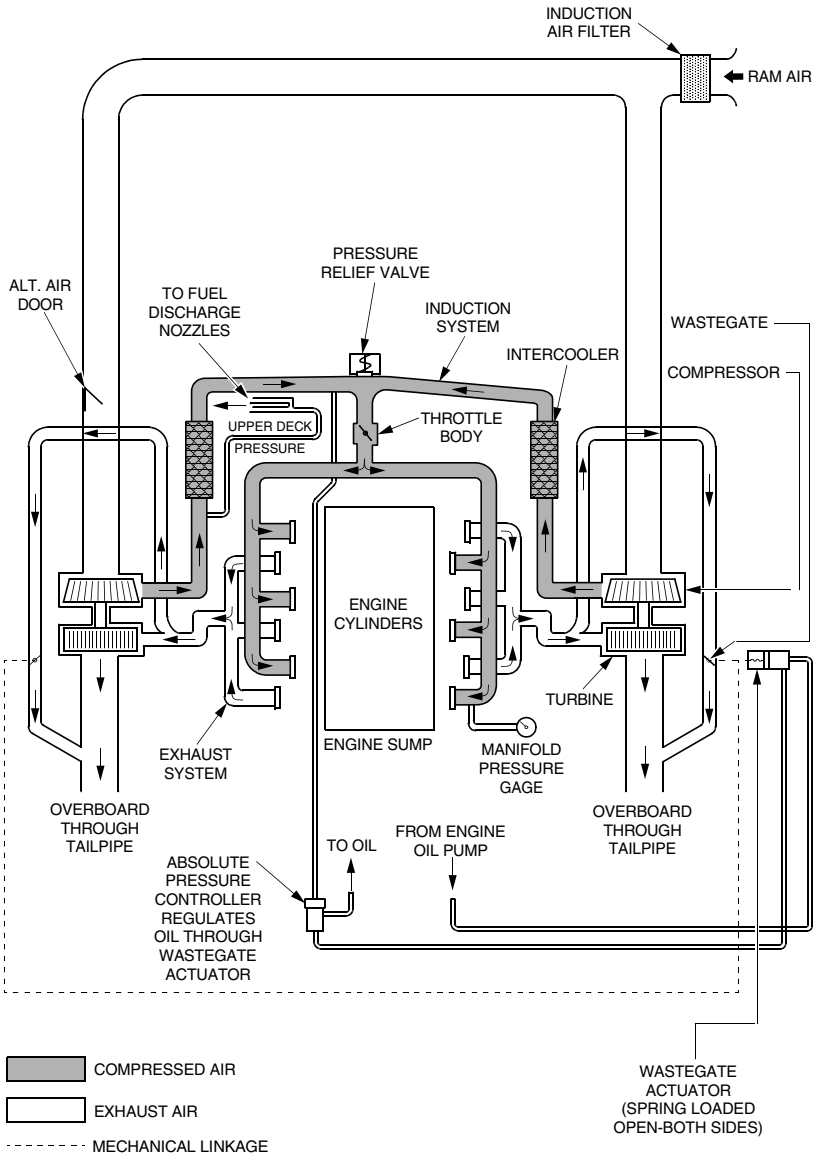 INDUCTION
AIR FILTER
RAM AIR
PRESSURE
RELIEF VALVE
ALT. AIR
DOOR
TO FUEL
DISCHARGE
NOZZLES
INDUCTION
SYSTEM
WASTEGATE
INTERCOOLER
COMPRESSOR
UPPER DECK
PRESSURE
THROTTLE
BODY
ENGINE
CYLINDERS
TURBINE
ENGINE SUMP
EXHAUST
SYSTEM
MANIFOLD
PRESSURE
GAGE
OVERBOARD
THROUGH
TAILPIPE
OVERBOARD
THROUGH
TAILPIPE
ABSOLUTE
PRESSURE
CONTROLLER
REGULATES
OIL THROUGH
WASTEGATE
ACTUATOR
TO OIL
FROM ENGINE
OIL PUMP
COMPRESSED AIR
EXHAUST AIR
MECHANICAL LINKAGE
WASTEGATE
ACTUATOR
(SPRING LOADED
OPEN-BOTH SIDES)